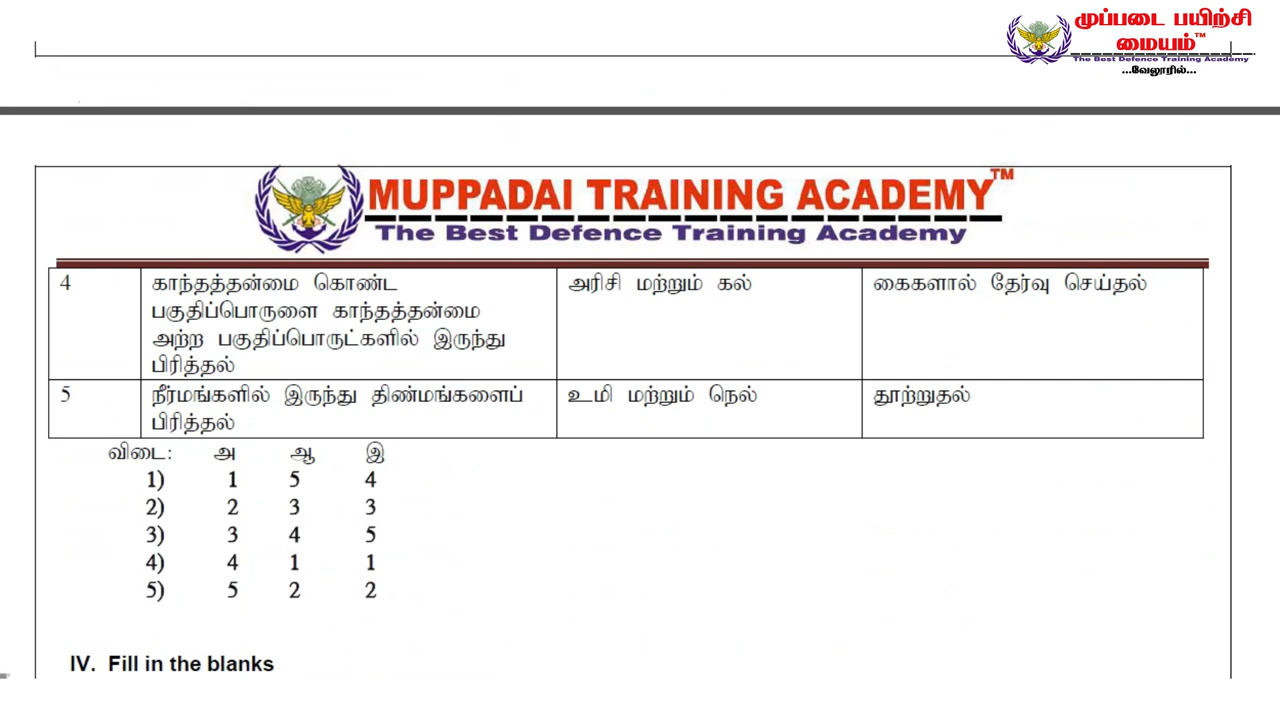 முப்படை பயிற்சி
மையம்™
The Best Defence Training Academy
...வேலூரில்...
MUPPADAI TRAINING ACADEMY™
The Best Defence Training Academy
4 காந்தத்தன்மை கொண்ட அரிசி மற்றும் கல் கைகளால் தேர்வு செய்தல்
பகுதிப்பொருளை காந்தத்தன்மை
அற்ற பகுதிப்பொருட்களில் இருந்து
பிரித்தல்
5 நீர்மங்களில் இருந்து திண்மங்களைப் உமி மற்றும் நெல் தூற்றுதல்
பிரித்தல்
விடை: அ ஆ இ
1) 1 5 4
2) 2 3 3
3) 3 4 5
4) 4 1 1
5) 5 2 2
IV. Fill in the blanks